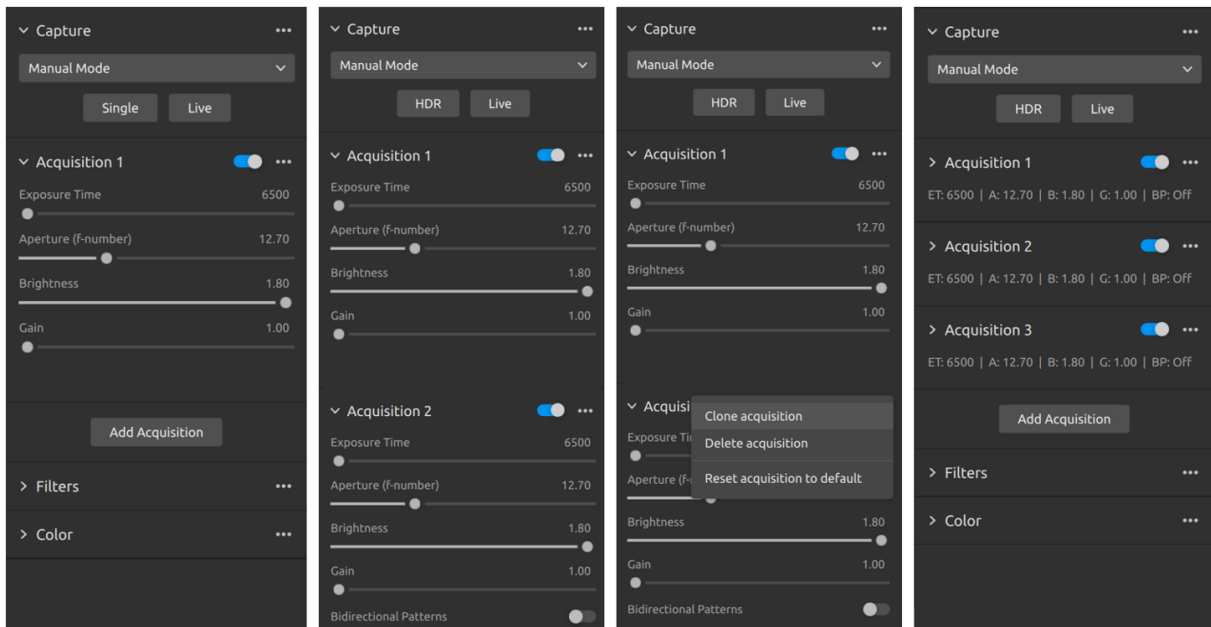 Capture
Manual Mode
Single Live
Acquisition 1
Exposure Time 6500
Aperture (f-number) 12.70
Brightness 1.80
Gain 1.00
Add Acquisition
Filters
Color
Capture
Manual Mode
HDR Live
Acquisition 1
Exposure Time 6500
Aperture (f-number) 12.70
Brightness 1.80
Gain 1.00
Acquisition 2
Exposure Time 6500
Aperture (f-number) 12.70
Brightness 1.80
Gain 1.00
Bidirectional Patterns
Capture
Manual Mode
HDR Live
Acquisition 1
Exposure Time 6500
Aperture (f-number) 12.70
Brightness 1.80
Gain 1.00
Acquisi
Clone acquisition
Exposure Ti
Delete acquisition
Aperture (f-
Reset acquisition to default
Brightness 1.80
Gain 1.00
Bidirectional Patterns
Capture
Manual Mode
HDR Live
Acquisition 1
ET: 6500 | A: 12.70 | B: 1.80 | G: 1.00 | BP: Off
Acquisition 2
ET: 6500 | A: 12.70 | B: 1.80 | G: 1.00 | BP: Off
Acquisition 3
ET: 6500 | A: 12.70 | B: 1.80 | G: 1.00 | BP: Off
Add Acquisition
Filters
Color